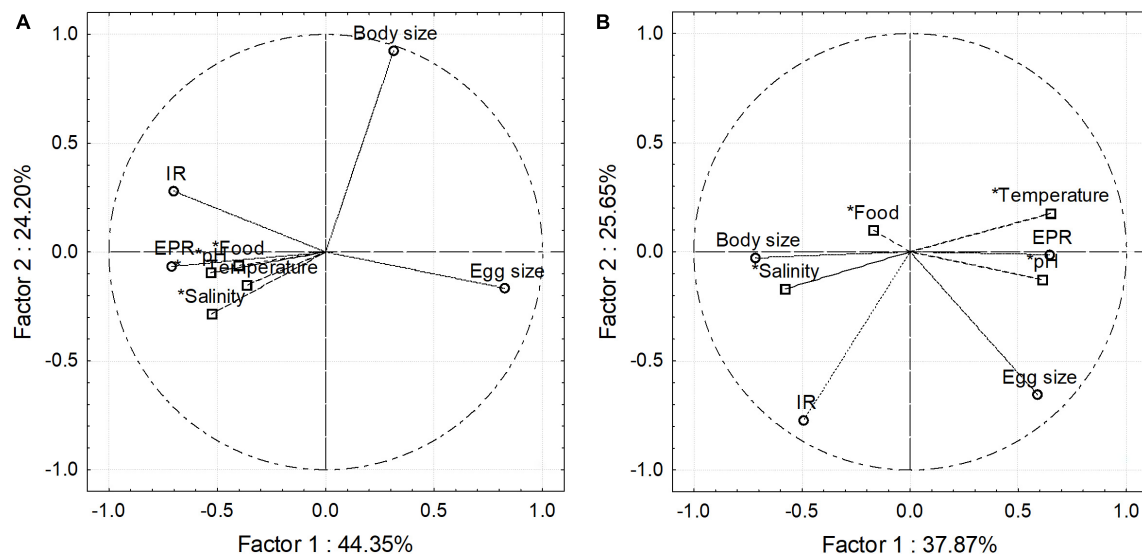 A
1.0
0.5
0.0
-0.5
-1.0
-1.0
-0.5
0.0
0.5
1.0
Factor 2 : 24.20%
Factor 1 : 44.35%
Body size
IR
EPR
*pH
*Food
*Temperature
*Salinity
Egg size
B
1.0
0.5
0.0
-0.5
-1.0
-1.0
-0.5
0.0
0.5
1.0
Factor 2 : 25.65%
Factor 1 : 37.87%
*Temperature
*Food
EPR
Body size
*pH
*Salinity
Egg size
IR